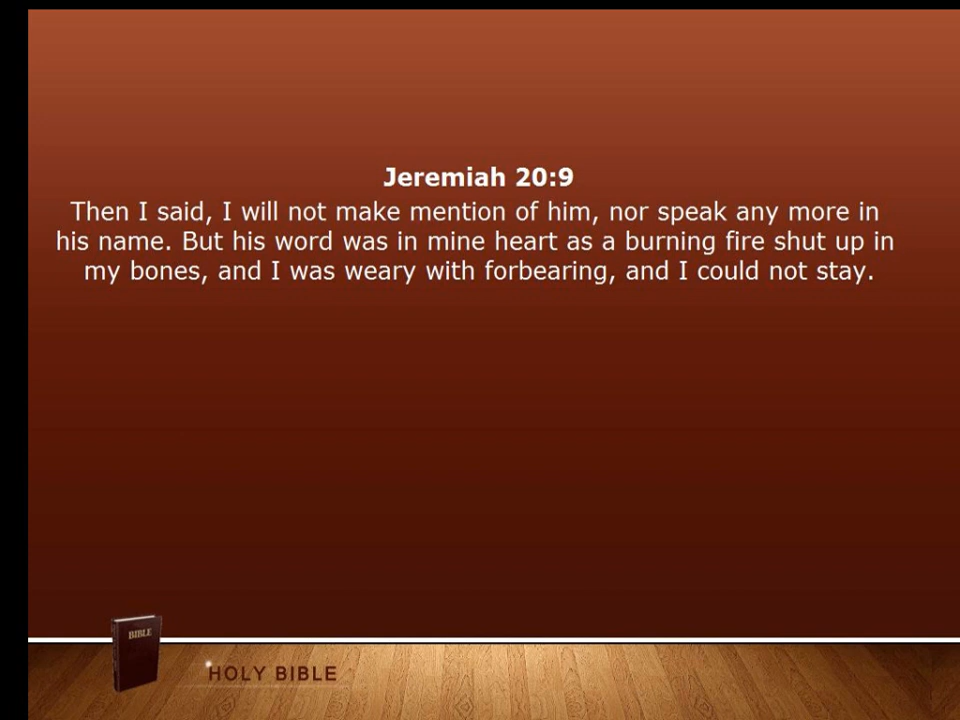 Jeremiah 20:9
Then I said, I will not make mention of him, nor speak any more in
his name. But his word was in mine heart as a burning fire shut up in
my bones, and I was weary with forbearing, and I could not stay.
BIBLE
HOLY BIBLE